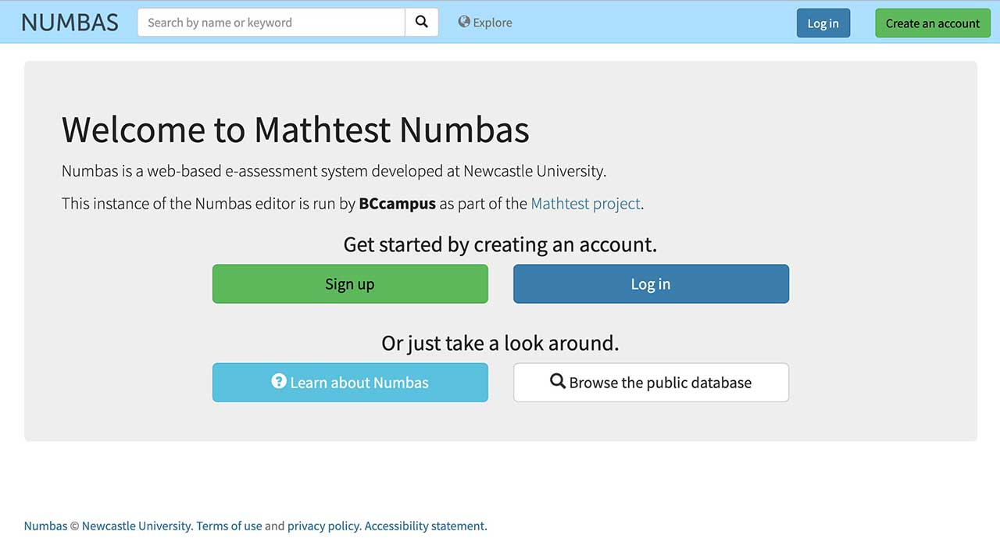 NUMBAS
Search by name or keyword
Explore
Log in
Create an account
Welcome to Mathtest Numbas
Numbas is a web-based e-assessment system developed at Newcastle University.
This instance of the Numbas editor is run by BCcampus as part of the Mathtest project.
Get started by creating an account.
Sign up
Log in
Or just take a look around.
Learn about Numbas
Browse the public database
Numbas © Newcastle University. Terms of use and privacy policy. Accessibility statement.